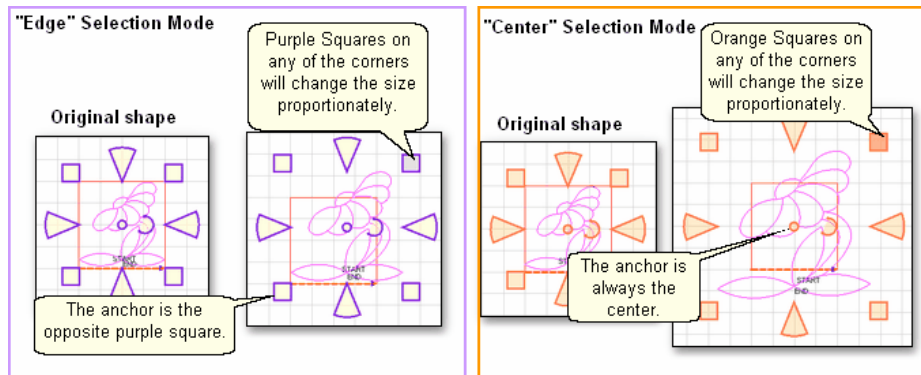 "Edge" Selection Mode
Purple Squares on
any of the corners
will change the size
proportionately.
Original shape
START
END
START
END
The anchor is the
opposite purple square.
"Center" Selection Mode
Orange Squares on
any of the corners
will change the size
proportionately.
Original shape
START
END
The anchor is
always the
center.